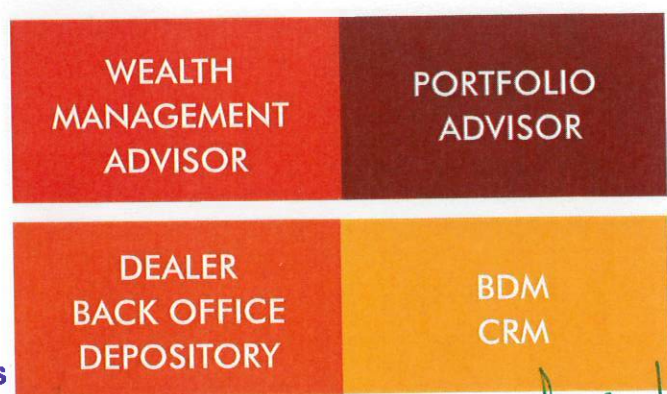 WEALTH
MANAGEMENT
ADVISOR
PORTFOLIO
ADVISOR
DEALER
BACK OFFICE
DEPOSITORY
BDM
CRM